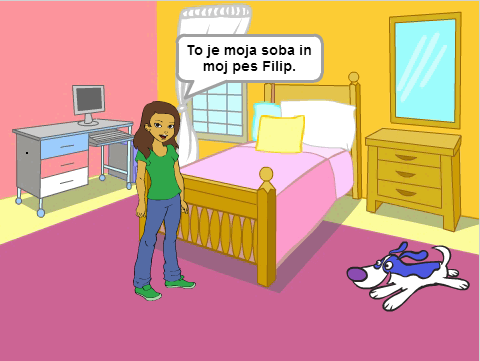 To je moja soba in
moj pes Filip.